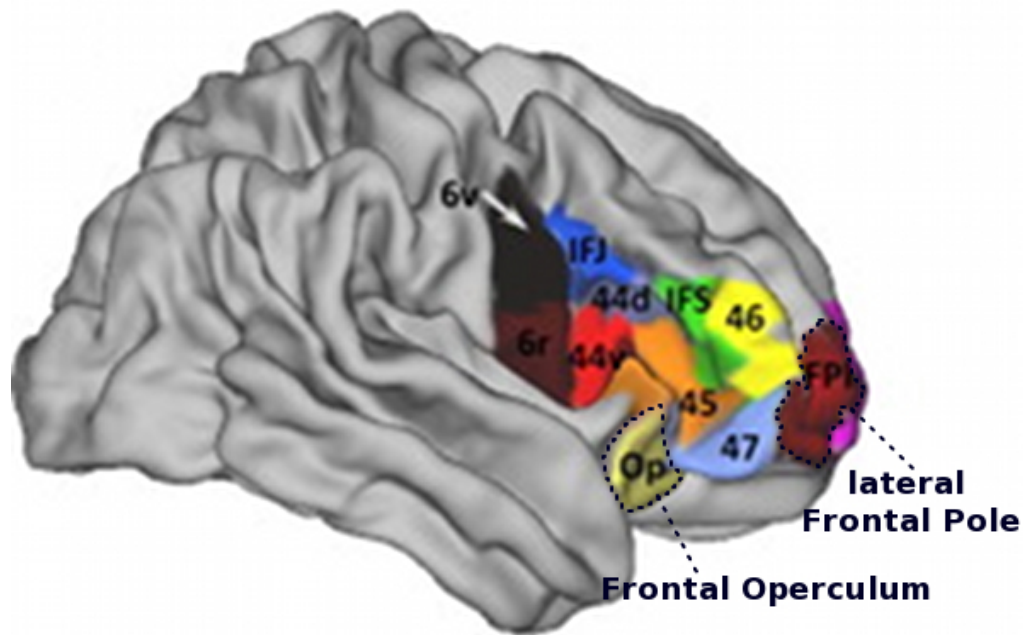 6v
IFJ
44d
IFS
46
6r
44v
FPl
45
47
Op
lateral
Frontal Pole
Frontal Operculum